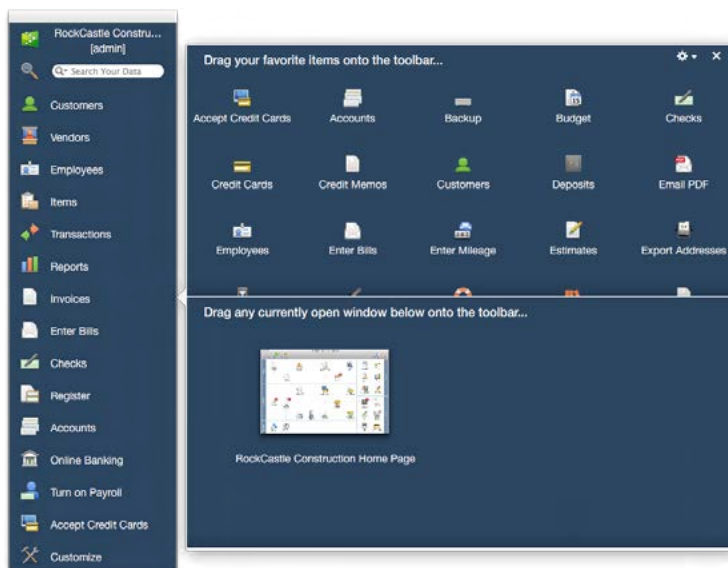 RockCastle Constru...
[admin]
Search Your Data
Customers
Vendors
Employees
Items
Transactions
Reports
Invoices
Enter Bills
Checks
Register
Accounts
Online Banking
Turn on Payroll
Accept Credit Cards
Customize
Drag your favorite items onto the toolbar...
Accept Credit Cards Accounts Backup Budget Checks
Credit Cards Credit Memos Customers Deposits Email PDF
Employees Enter Bills Enter Mileage Estimates Export Addresses
Drag any currently open window below onto the toolbar...
RockCastle Construction Home Page